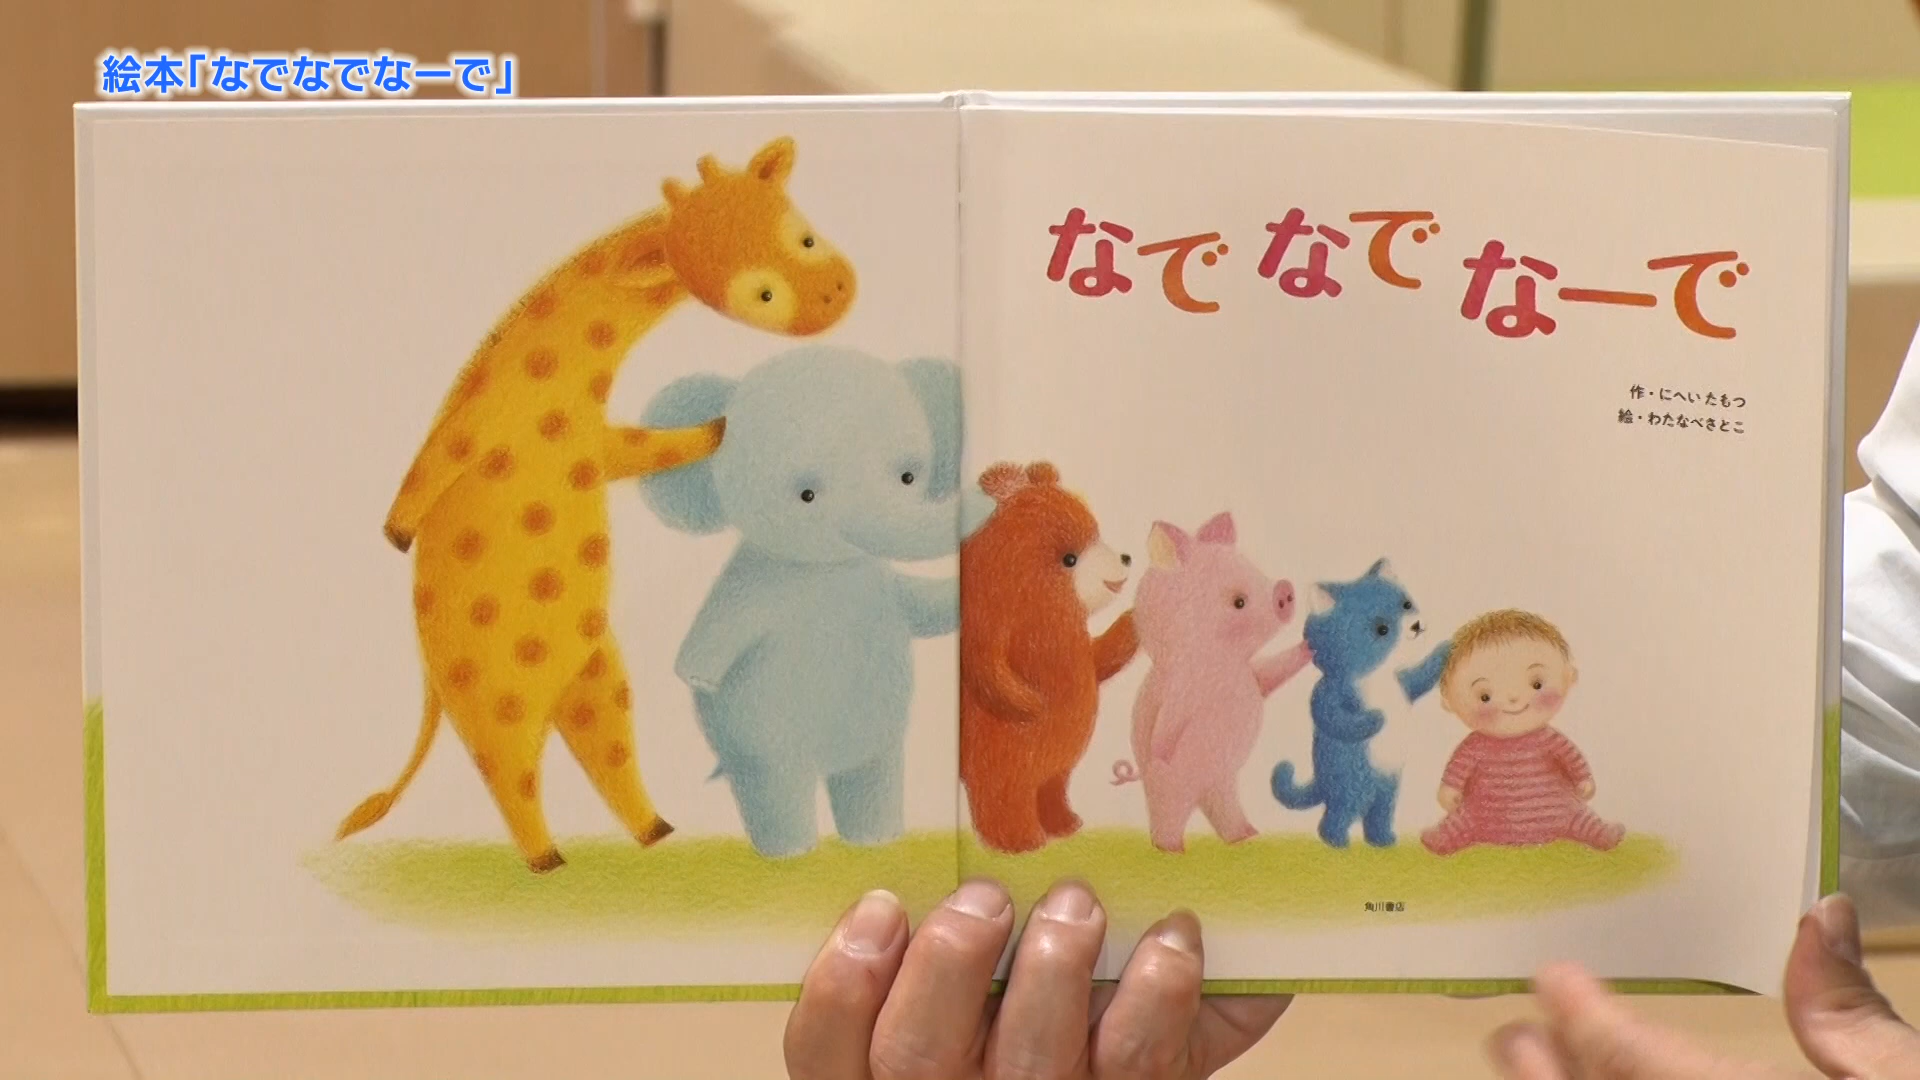 絵本「なでなでなーで」
なでなでなーで
作・にへいたもつ
絵・わたなべさとこ
角川書店